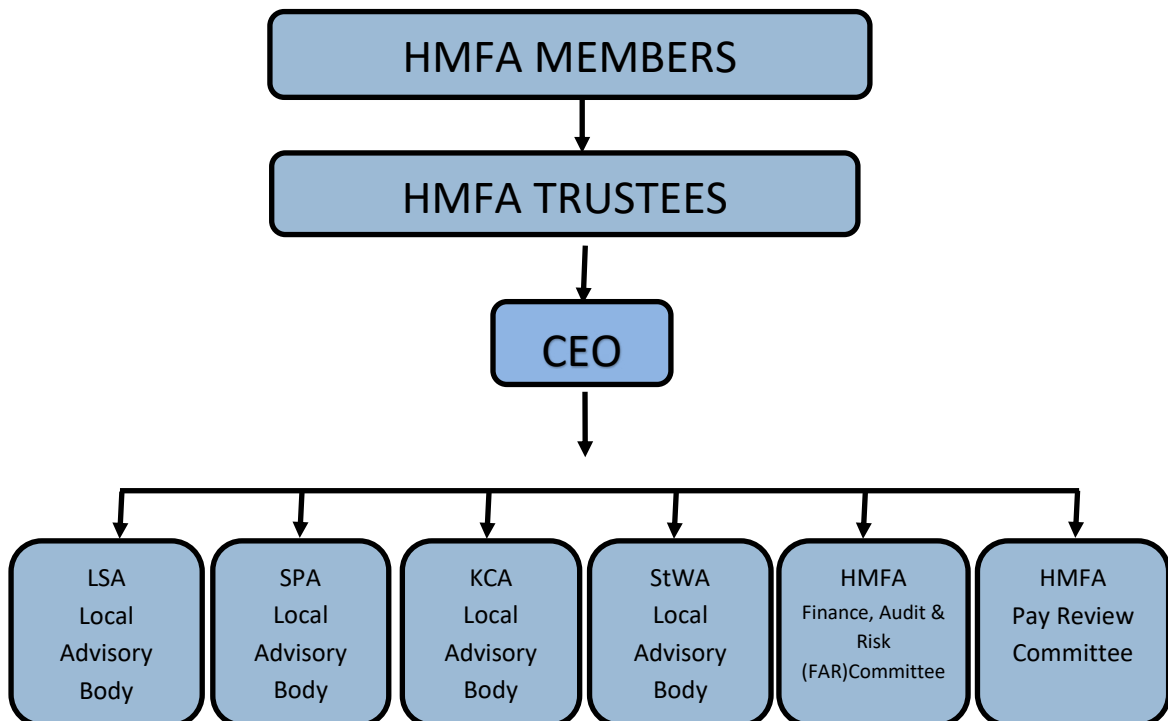 HMFA MEMBERS
HMFA TRUSTEES
CEO
LSA
Local
Advisory
Body
SPA
Local
Advisory
Body
KCA
Local
Advisory
Body
StWA
Local
Advisory
Body
HMFA
Finance, Audit &
Risk
(FAR)Committee
HMFA
Pay Review
Committee